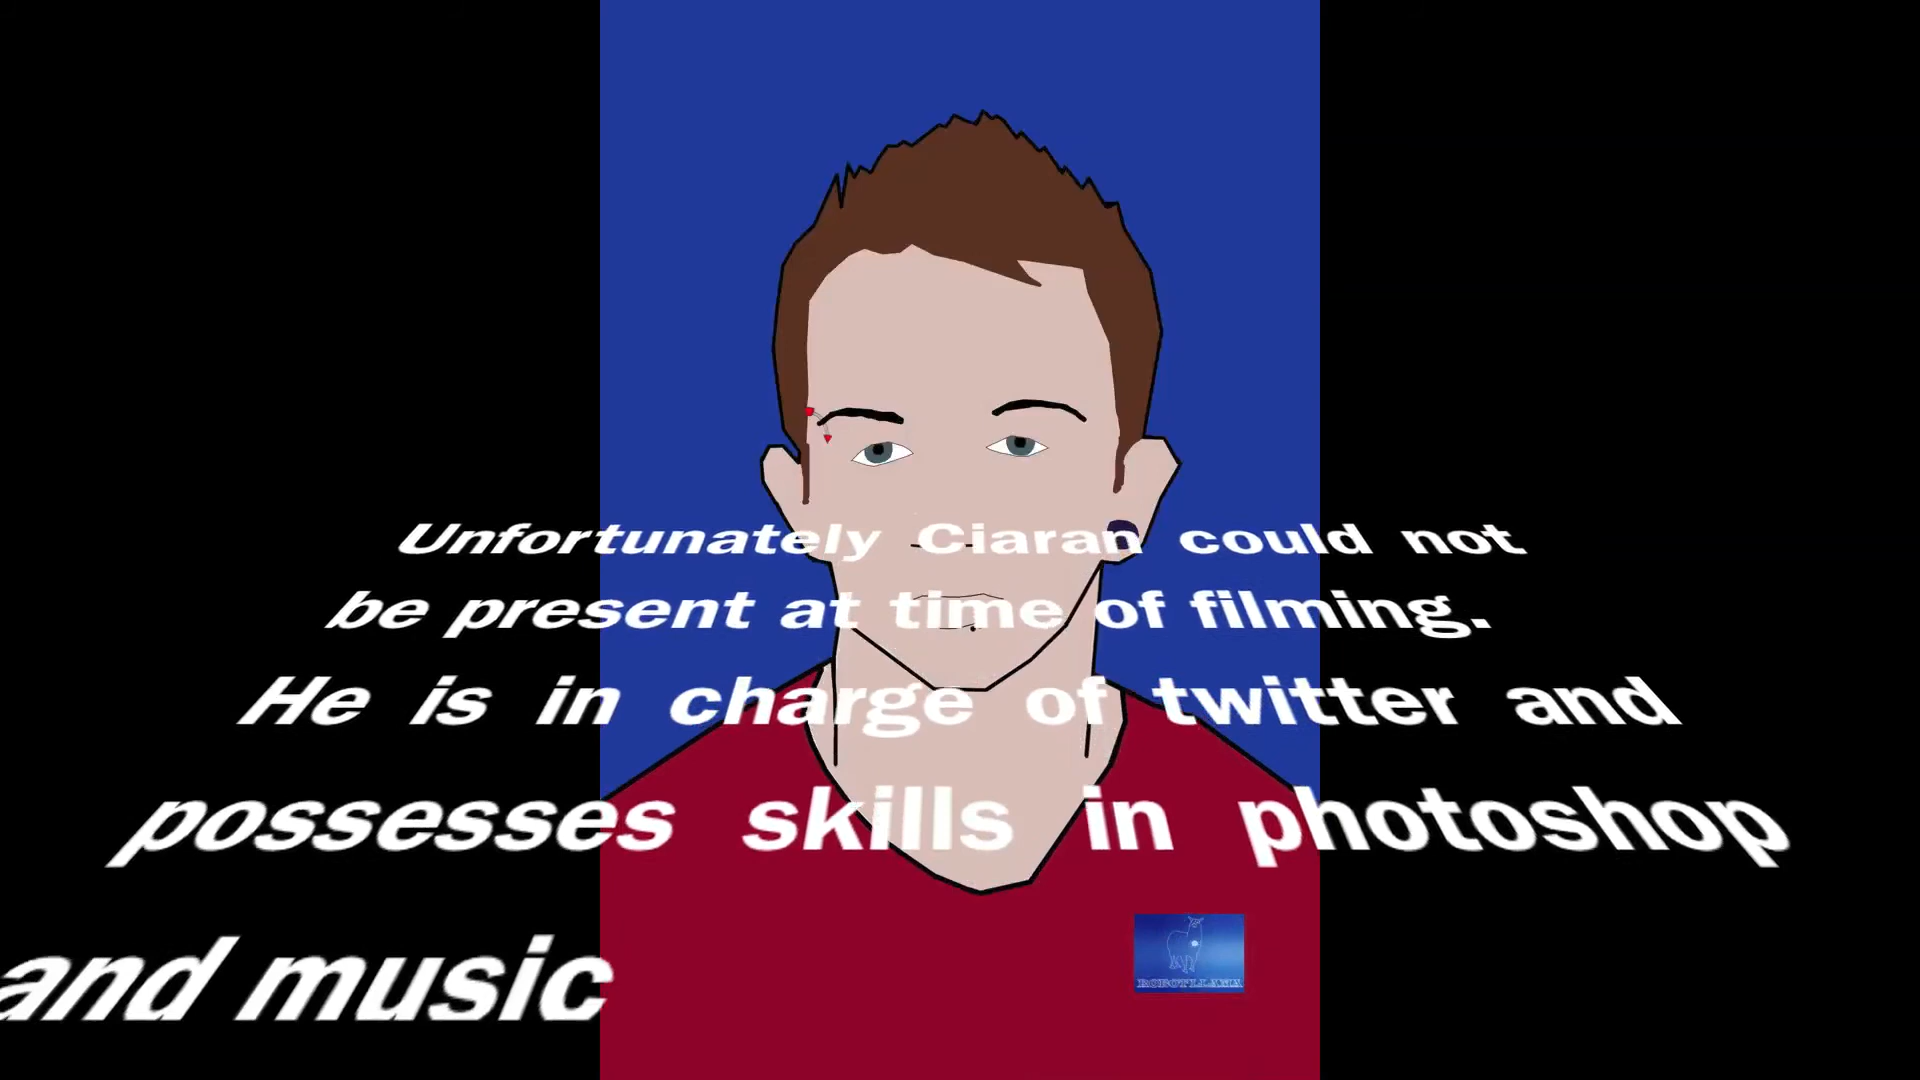 Unfortunately Ciaran could not
be present at time of filming.
He is in charge of twitter and
possesses skills in photoshop
and music
ROBOTLLAMA